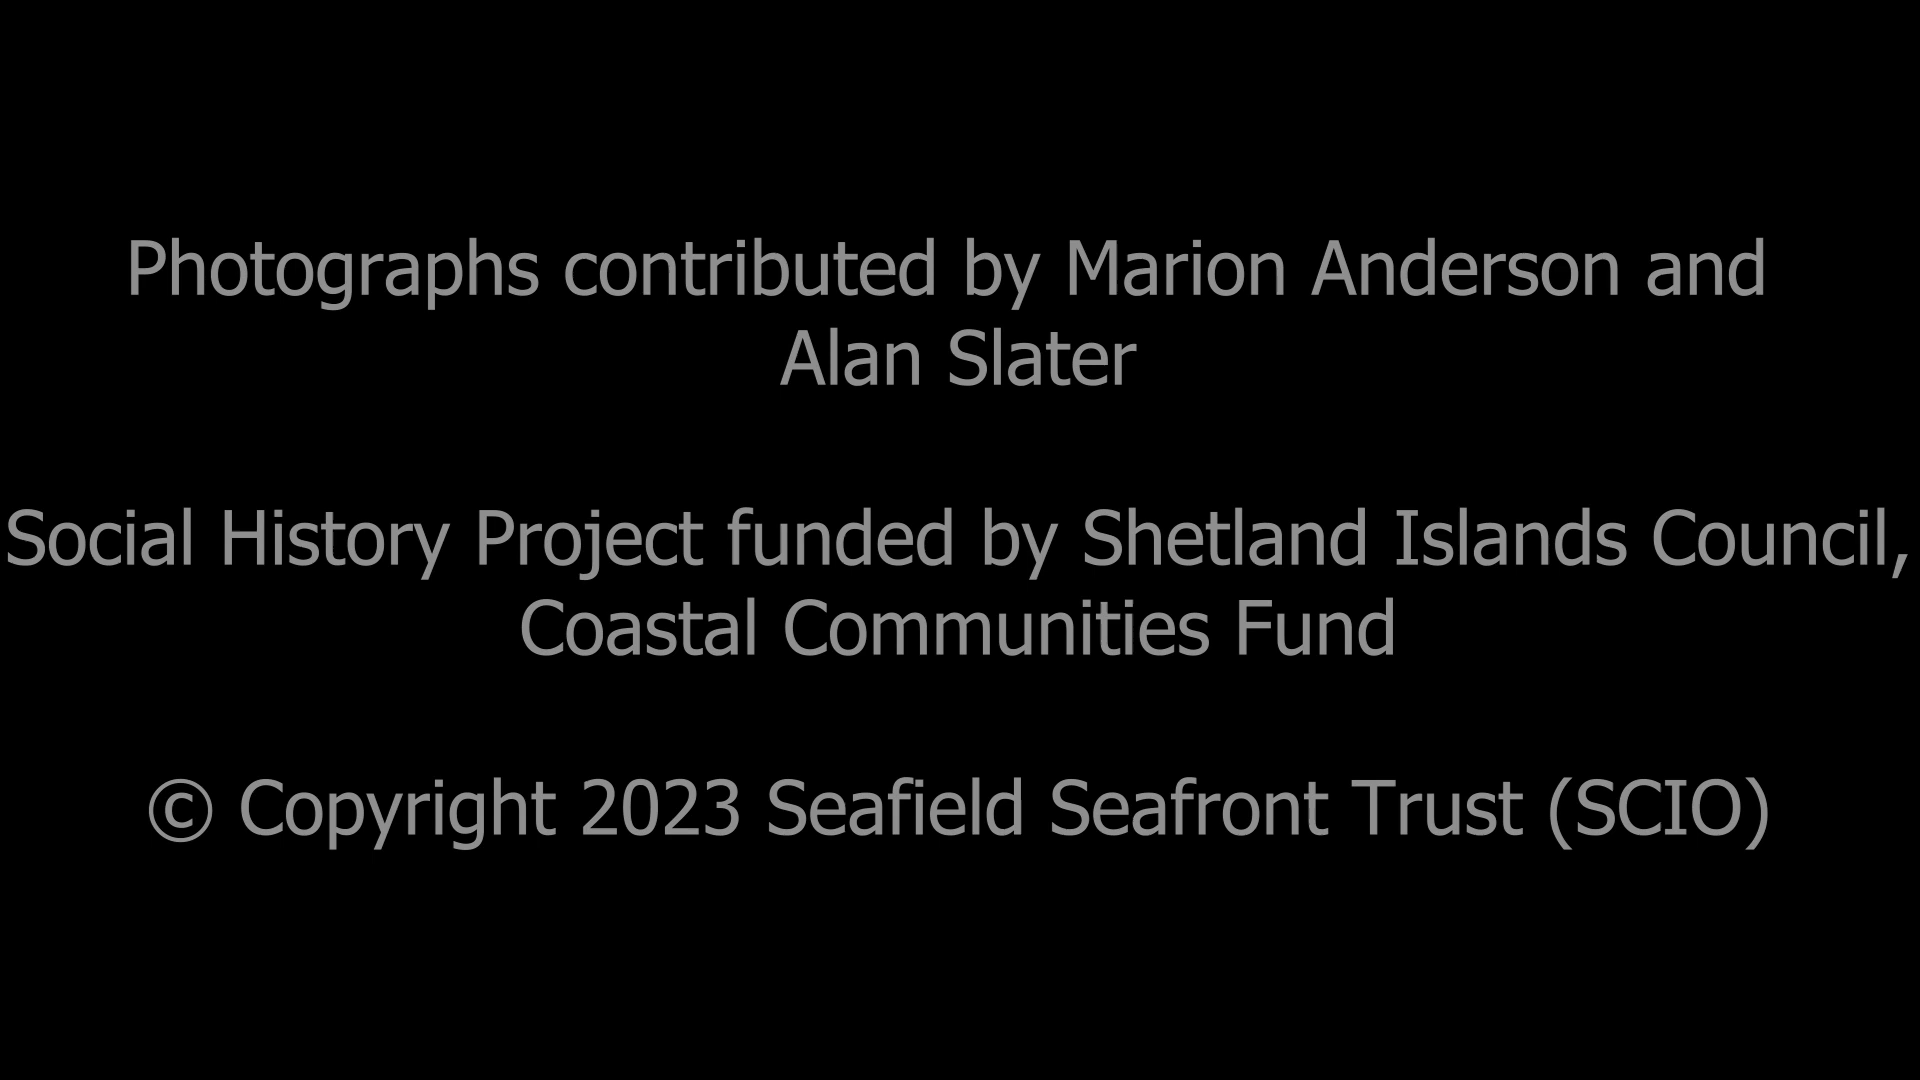 Photographs contributed by Marion Anderson and
Alan Slater
Social History Project funded by Shetland Islands Council,
Coastal Communities Fund
© Copyright 2023 Seafield Seafront Trust (SCIO)